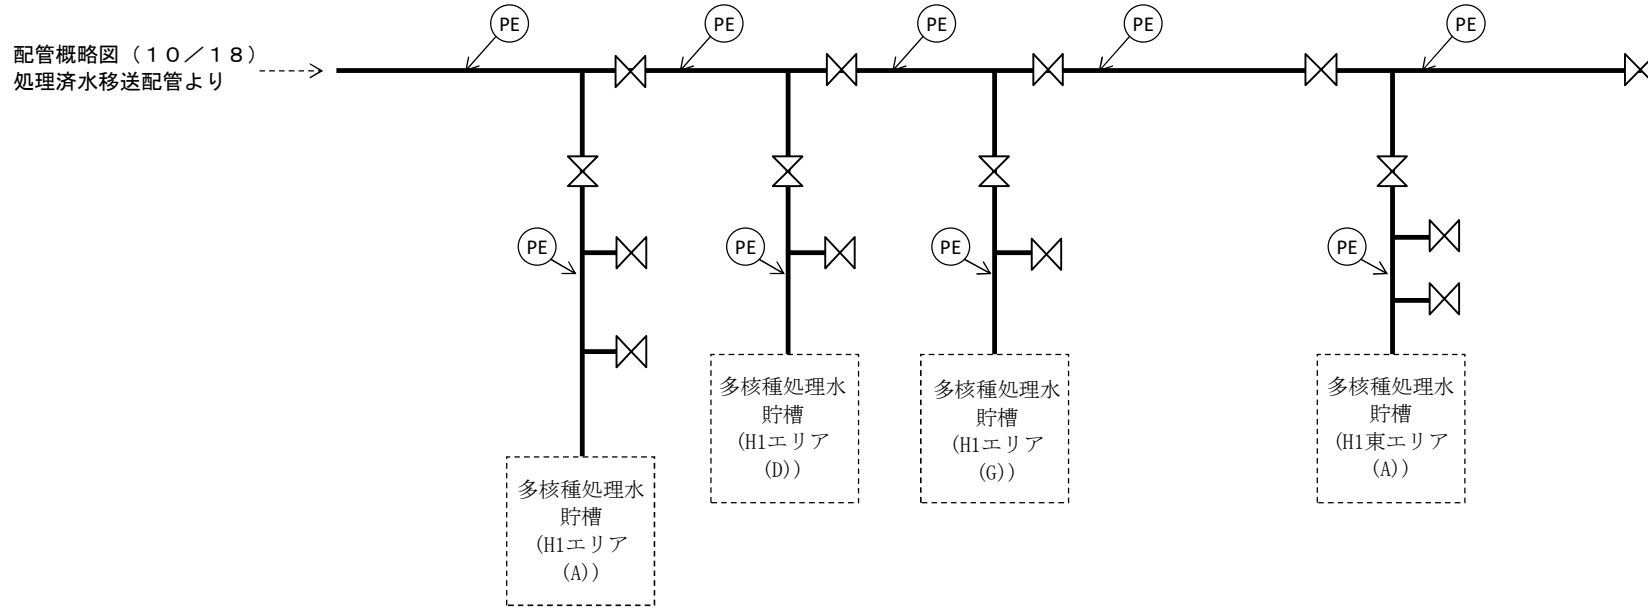 PE
PE
PE
PE
PE
配管概略図（１０／１８）
処理済水移送配管より
PE
PE
PE
PE
多核種処理水
貯槽
(H1エリア
(A))
多核種処理水
貯槽
(H1エリア
(D))
多核種処理水
貯槽
(H1エリア
(G))
多核種処理水
貯槽
(H1東エリア
(A))